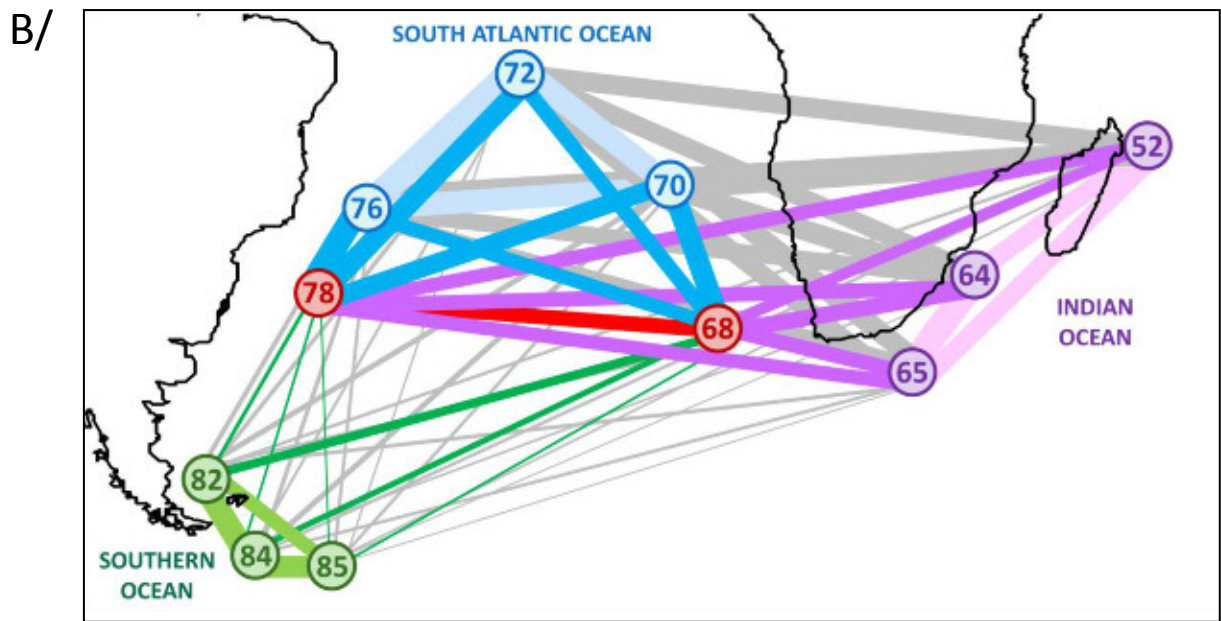 B/
SOUTH ATLANTIC OCEAN
72
52
70
76
64
78
68
INDIAN
OCEAN
65
82
84
85
SOUTHERN
OCEAN